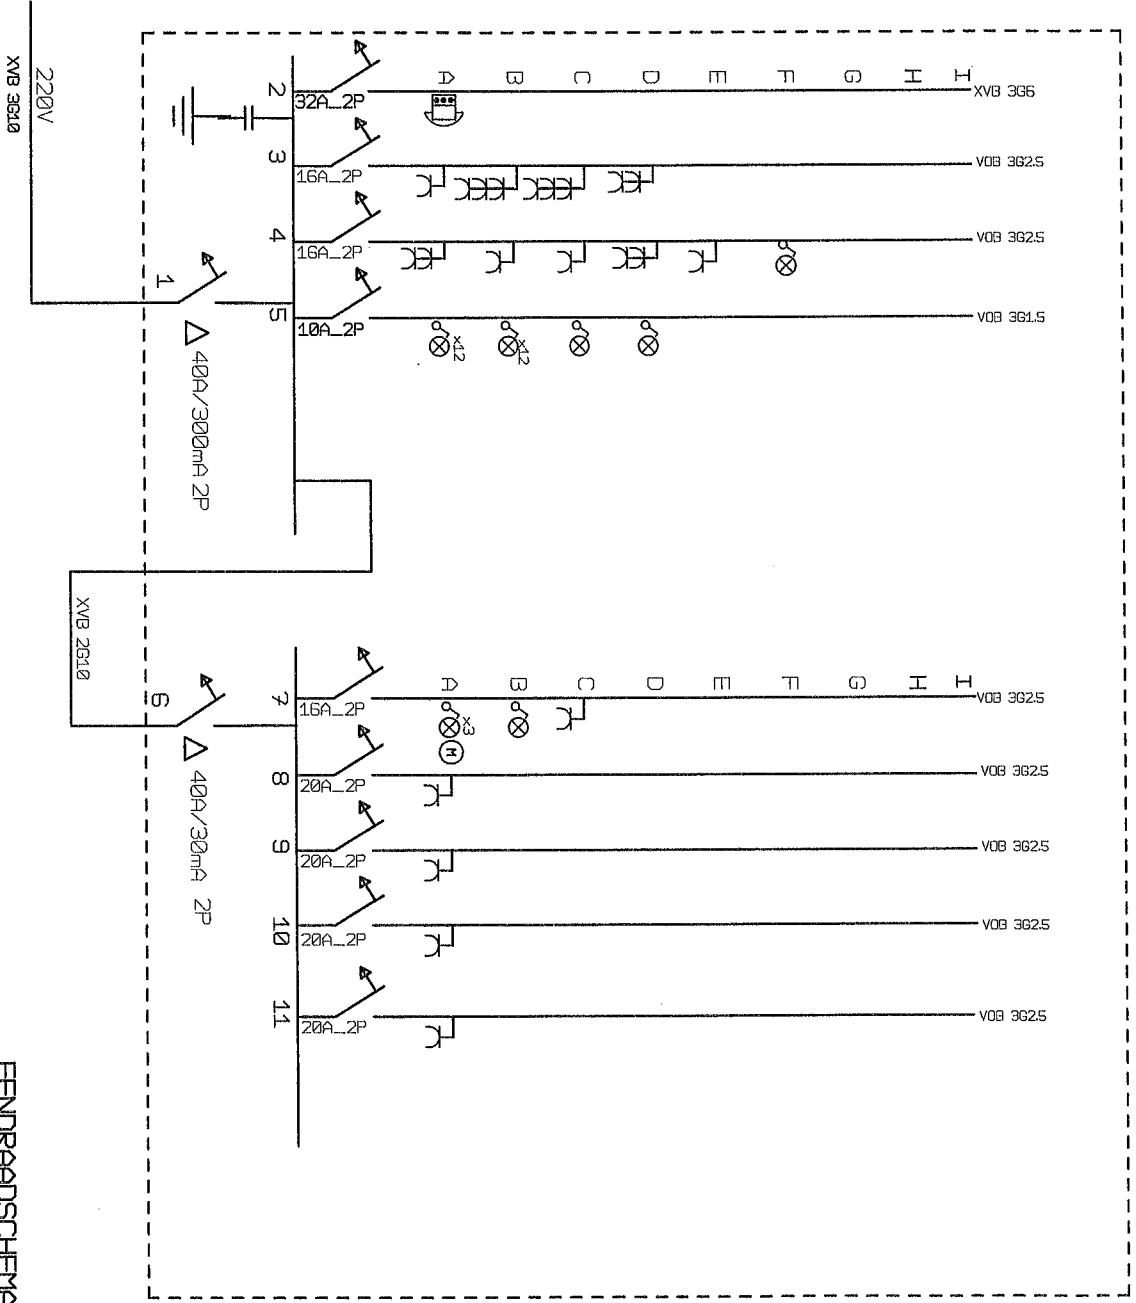 220V
XVB 3G10
1
40A/300mA 2P
2
32A_2P
A B C D E F G H I
XVB 3G6
3
16A_2P
VOB 3G2.5
4
16A_2P
VOB 3G2.5
5
10A_2P
x12
x12
VOB 3G1.5
XVB 2G10
6
40A/30mA 2P
7
16A_2P
A B C D E F G H I
VOB 3G2.5
x3
M
8
20A_2P
VOB 3G2.5
9
20A_2P
VOB 3G2.5
10
20A_2P
VOB 3G2.5
11
20A_2P
VOB 3G2.5
EENDRAADSCHEMA